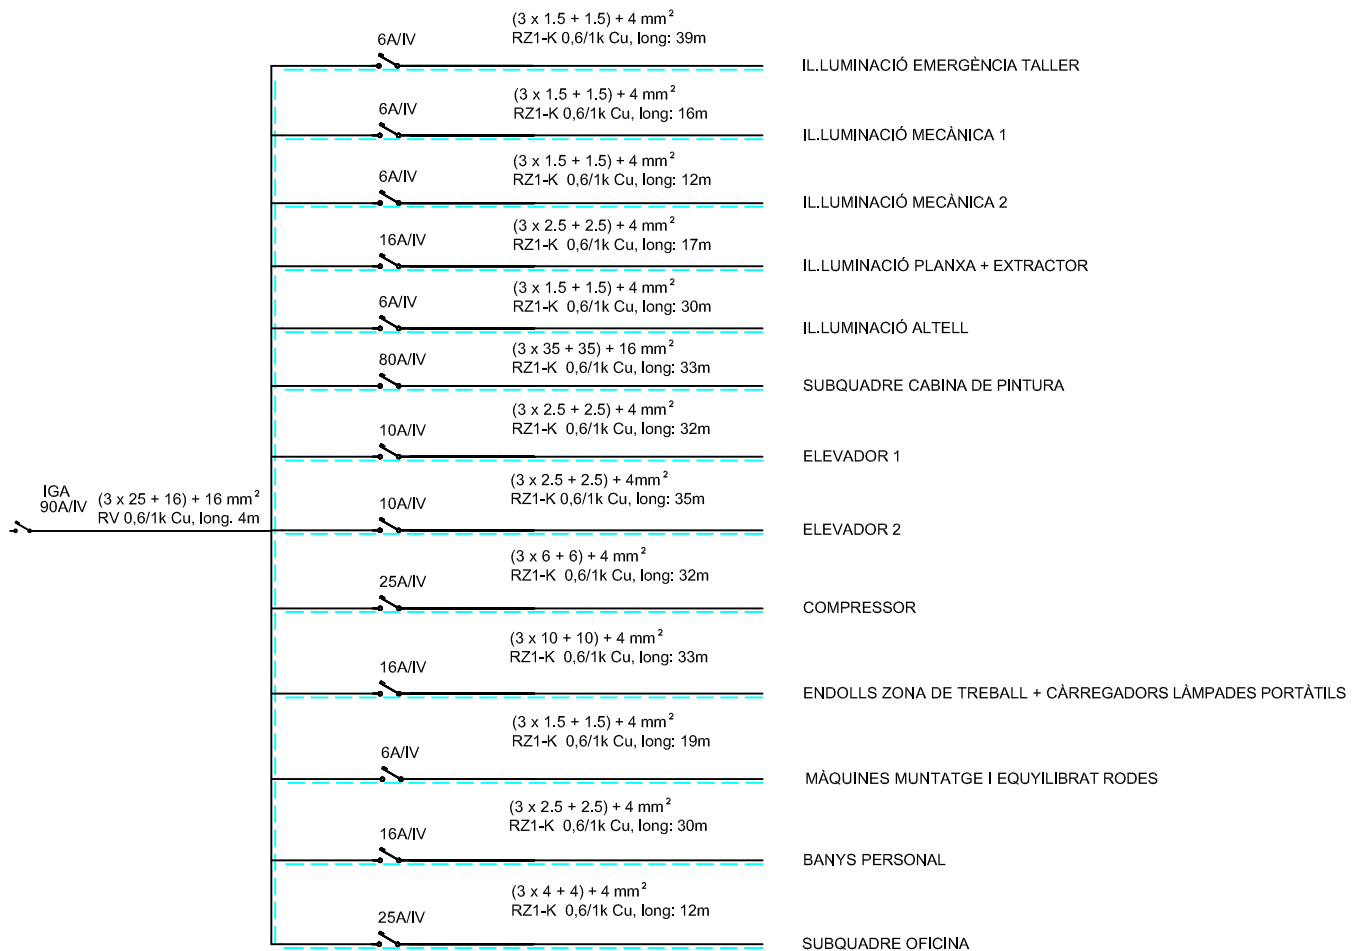 (3 x 1.5 + 1.5) + 4 mm²
6A/IV
RZ1-K 0,6/1k Cu, long: 39m
IL.LUMINACIÓ EMERGÈNCIA TALLER
(3 x 1.5 + 1.5) + 4 mm²
6A/IV
RZ1-K 0,6/1k Cu, long: 16m
IL.LUMINACIÓ MECÀNICA 1
(3 x 1.5 + 1.5) + 4 mm²
6A/IV
RZ1-K 0,6/1k Cu, long: 12m
IL.LUMINACIÓ MECÀNICA 2
(3 x 2.5 + 2.5) + 4 mm²
16A/IV
RZ1-K 0,6/1k Cu, long: 17m
IL.LUMINACIÓ PLANXA + EXTRACTOR
(3 x 1.5 + 1.5) + 4 mm²
6A/IV
RZ1-K 0,6/1k Cu, long: 30m
IL.LUMINACIÓ ALTELL
(3 x 35 + 35) + 16 mm²
80A/IV
RZ1-K 0,6/1k Cu, long: 33m
SUBQUADRE CABINA DE PINTURA
(3 x 2.5 + 2.5) + 4 mm²
10A/IV
RZ1-K 0,6/1k Cu, long: 32m
ELEVADOR 1
IGA
90A/IV
(3 x 25 + 16) + 16 mm²
RV 0,6/1k Cu, long. 4m
(3 x 2.5 + 2.5) + 4mm²
10A/IV
RZ1-K 0,6/1k Cu, long: 35m
ELEVADOR 2
(3 x 6 + 6) + 4 mm²
25A/IV
RZ1-K 0,6/1k Cu, long: 32m
COMPRESSOR
(3 x 10 + 10) + 4 mm²
16A/IV
RZ1-K 0,6/1k Cu, long: 33m
ENDOLLS ZONA DE TREBALL + CÀRREGADORS LÀMPADES PORTÀTILS
(3 x 1.5 + 1.5) + 4 mm²
6A/IV
RZ1-K 0,6/1k Cu, long: 19m
MÀQUINES MUNTATGE I EQUYILIBRAT RODES
(3 x 2.5 + 2.5) + 4 mm²
16A/IV
RZ1-K 0,6/1k Cu, long: 30m
BANYS PERSONAL
(3 x 4 + 4) + 4 mm²
25A/IV
RZ1-K 0,6/1k Cu, long: 12m
SUBQUADRE OFICINA